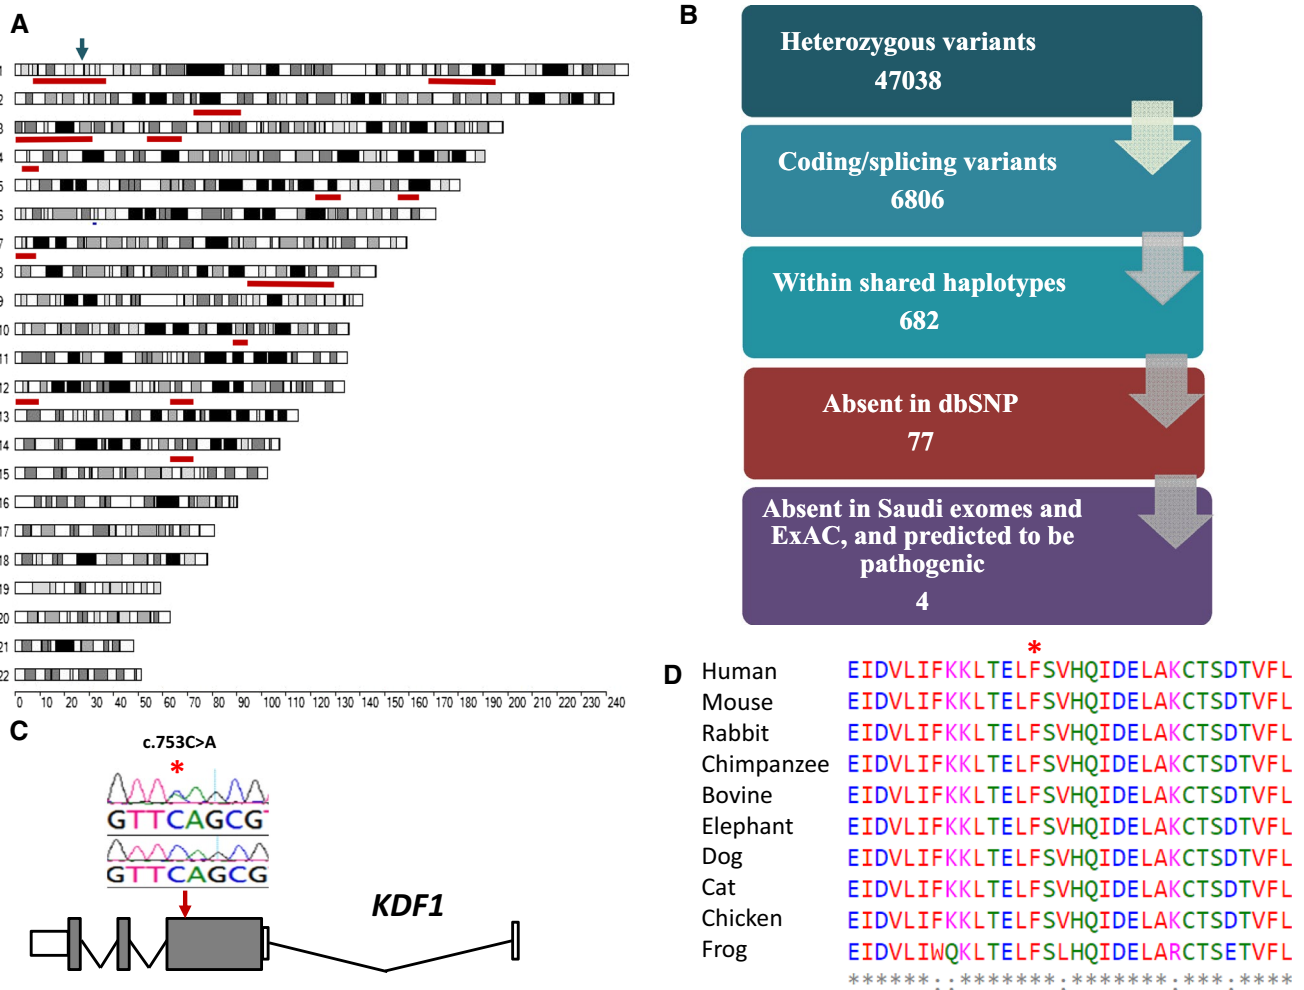 A
1
2
3
4
5
6
7
8
9
10
11
12
13
14
15
16
17
18
19
20
21
22
0 10 20 30 40 50 60 70 80 90 100 110 120 130 140 150 160 170 180 190 200 210 220 230 240
B
Heterozygous variants
47038
Coding/splicing variants
6806
Within shared haplotypes
682
Absent in dbSNP
77
Absent in Saudi exomes and
ExAC, and predicted to be
pathogenic
4
C
c.753C>A
*
GTTCAGCG
GTTCAGCG
KDF1
D
*
Human EIDVLIFKKLTELFSVHQIDELAKCTSDTVFL
Mouse EIDVLIFKKLTELFSVHQIDELAKCTSDTVFL
Rabbit EIDVLIFKKLTELFSVHQIDELAKCTSDTVFL
Chimpanzee EIDVLIFKKLTELFSVHQIDELAKCTSDTVFL
Bovine EIDVLIFKKLTELFSVHQIDELAKCTSDTVFL
Elephant EIDVLIFKKLTELFSVHQIDELAKCTSDTVFL
Dog EIDVLIFKKLTELFSVHQIDELAKCTSDTVFL
Cat EIDVLIFKKLTELFSVHQIDELAKCTSDTVFL
Chicken EIDVLIFKKLTELFSVHQIDELAKCTSDTVFL
Frog EIDVLIWQKLTELFSLHQIDELARCTSETVFL
******::*******:*******:***:****